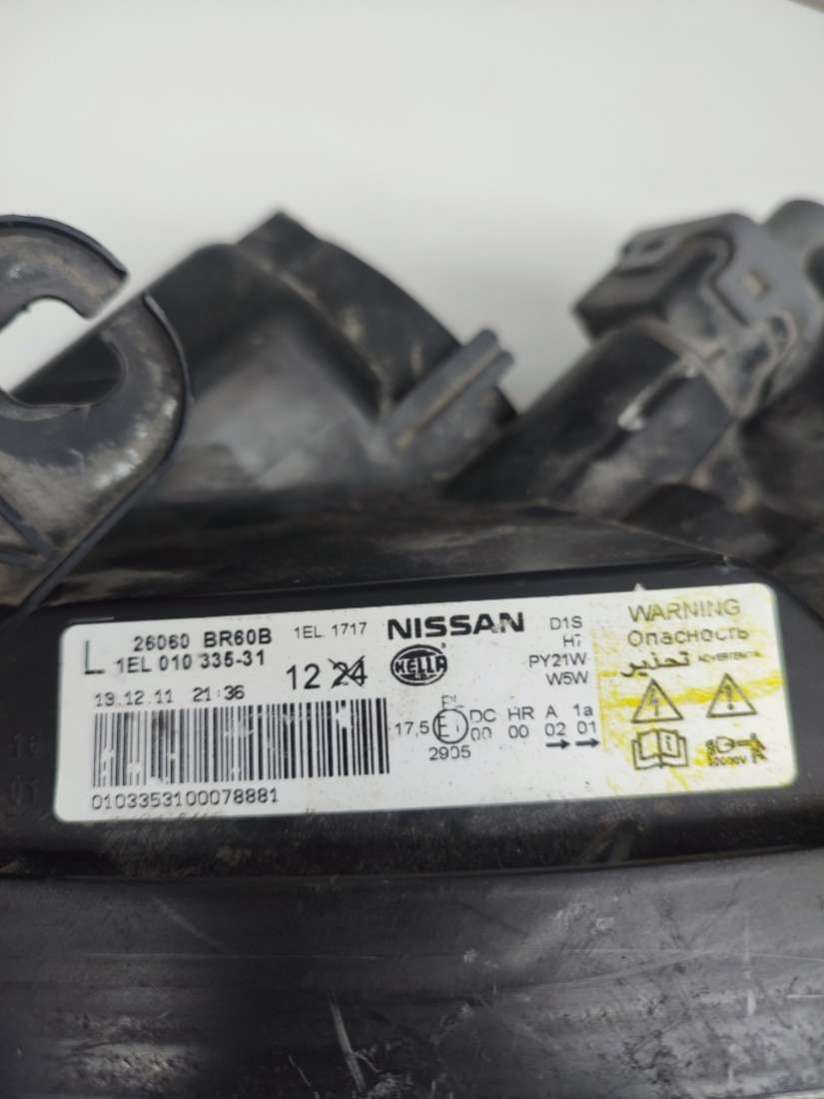 L
26060 BR60B
1EL 1717
NISSAN
1EL 010 335-31
HELLA
13.12.11 21:36
12 24
D1S
H7
PY21W
W5W
17,5
E1
2905
DC HR A 1a
00 00 02 01
0103353100078881
WARNING
Опасность
تحذير